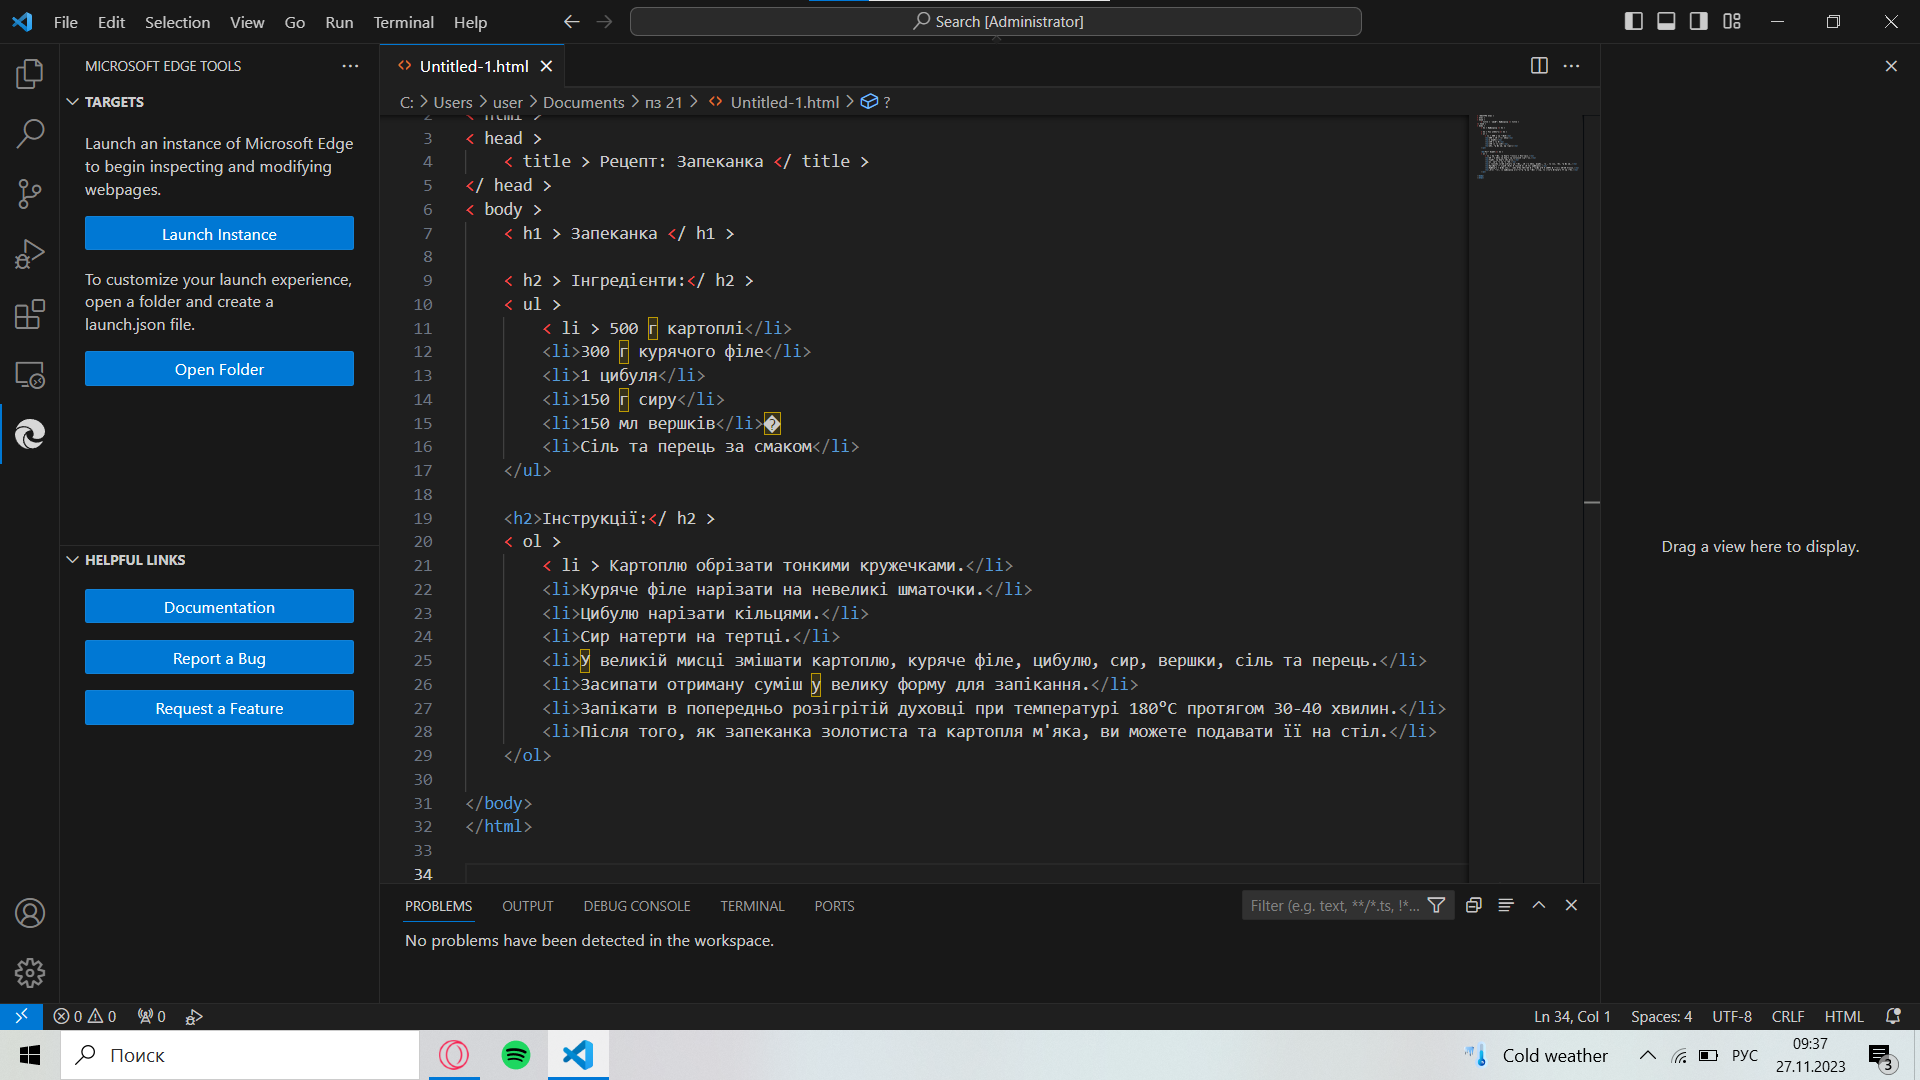 File Edit Selection View Go Run Terminal Help
Search [Administrator]
MICROSOFT EDGE TOOLS
TARGETS
Launch an instance of Microsoft Edge
to begin inspecting and modifying
webpages.
Launch Instance
To customize your launch experience,
open a folder and create a
launch.json file.
Open Folder
HELPFUL LINKS
Documentation
Report a Bug
Request a Feature
Untitled-1.html
C: > Users > user > Documents > пз 21 > Untitled-1.html > ?
2 < html >
3 < head >
4 < title > Рецепт: Запеканка </ title >
5 </ head >
6 < body >
7 < h1 > Запеканка </ h1 >
8
9 < h2 > Інгредієнти:</ h2 >
10 < ul >
11 < li > 500 г картоплі</li>
12 <li>300 г курячого філе</li>
13 <li>1 цибуля</li>
14 <li>150 г сиру</li>
15 <li>150 мл вершків</li>�
16 <li>Сіль та перець за смаком</li>
17 </ul>
18
19 <h2>Інструкції:</ h2 >
20 < ol >
21 < li > Картоплю обрізати тонкими кружечками.</li>
22 <li>Куряче філе нарізати на невеликі шматочки.</li>
23 <li>Цибулю нарізати кільцями.</li>
24 <li>Сир натерти на тертці.</li>
25 <li>У великій мисці змішати картоплю, куряче філе, цибулю, сир, вершки, сіль та перець.</li>
26 <li>Засипати отриману суміш у велику форму для запікання.</li>
27 <li>Запікати в попередньо розігрітій духовці при температурі 180°C протягом 30-40 хвилин.</li>
28 <li>Після того, як запеканка золотиста та картопля м'яка, ви можете подавати її на стіл.</li>
29 </ol>
30
31 </body>
32 </html>
33
34
Drag a view here to display.
PROBLEMS OUTPUT DEBUG CONSOLE TERMINAL PORTS
Filter (e.g. text, **/*.ts, !*...
No problems have been detected in the workspace.
0 0 0
Ln 34, Col 1 Spaces: 4 UTF-8 CRLF HTML
Поиск
Cold weather
РУС
09:37
27.11.2023
3